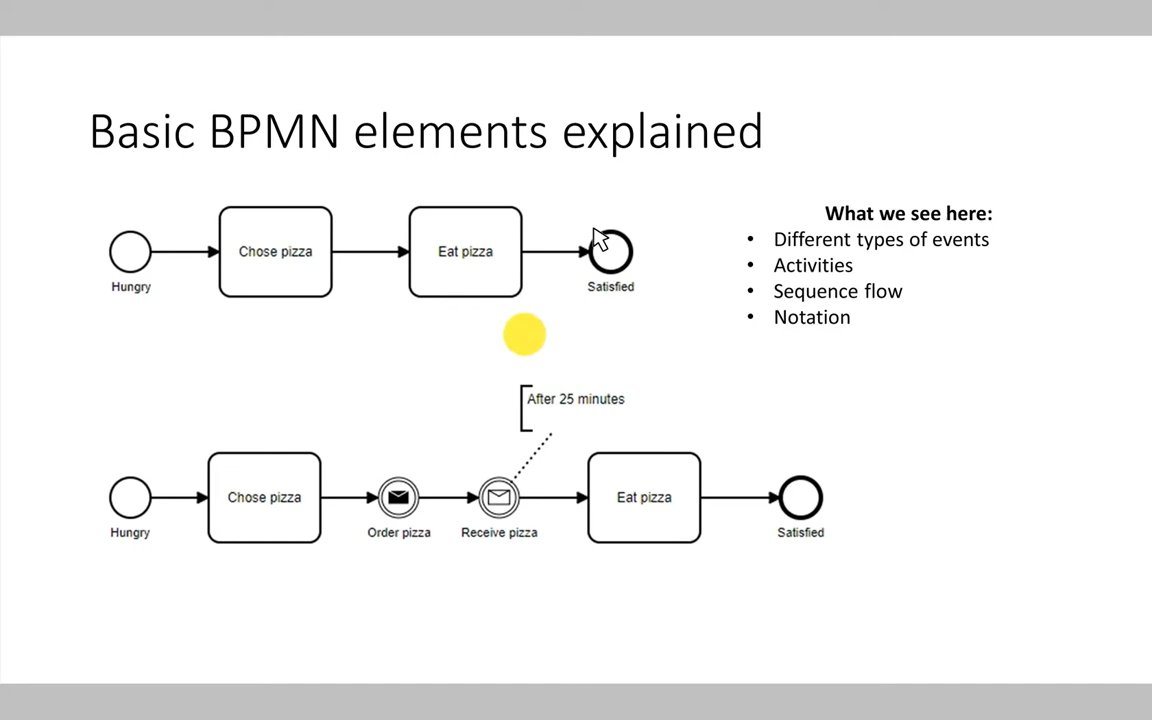 Basic BPMN elements explained
Chose pizza
Eat pizza
Hungry
Satisfied
What we see here:
• Different types of events
• Activities
• Sequence flow
• Notation
After 25 minutes
Chose pizza
Eat pizza
Hungry
Order pizza
Receive pizza
Satisfied